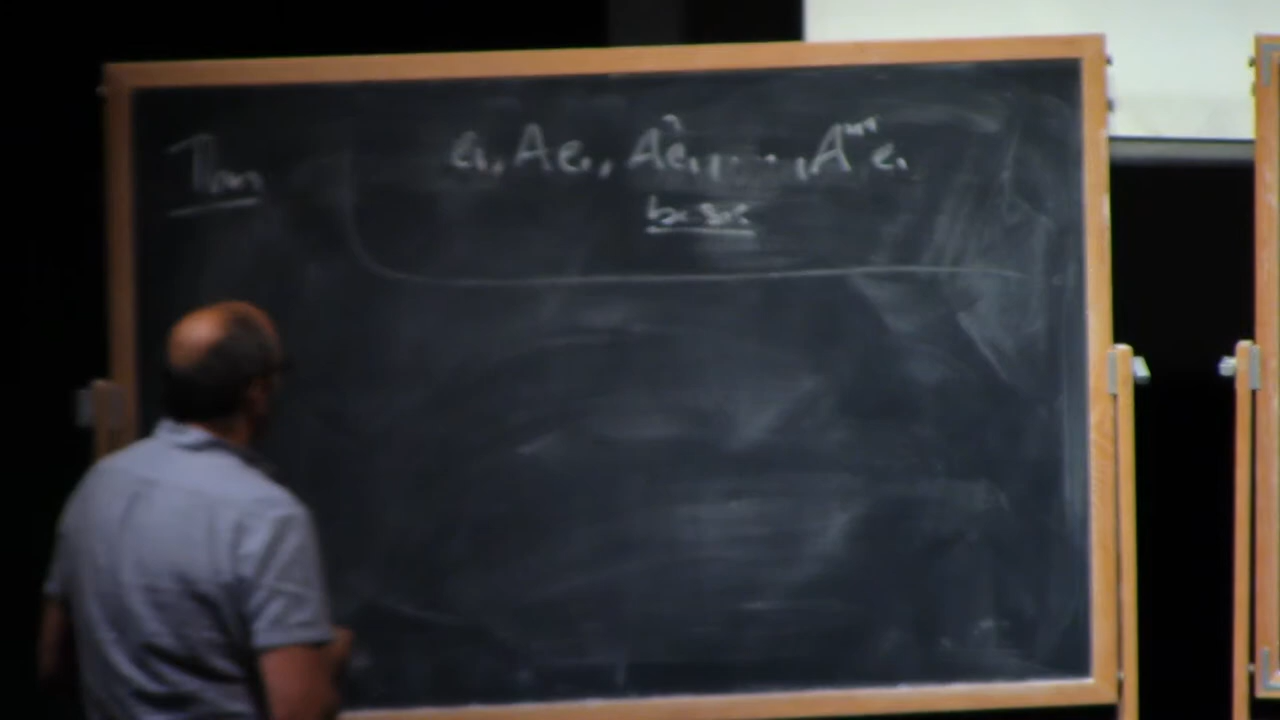 Thm e₁, Ae₁, A²e₁, ..., Aⁿ⁻¹e₁
basis